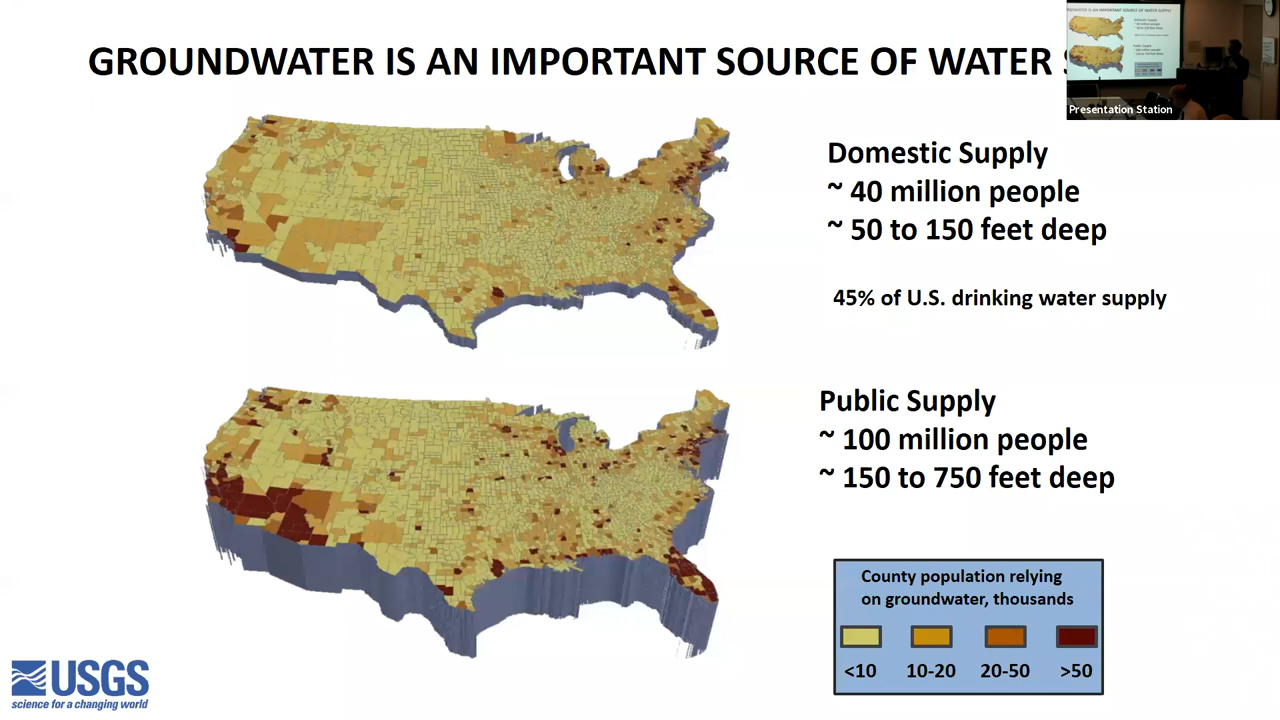 GROUNDWATER IS AN IMPORTANT SOURCE OF WATER
Presentation Station
Domestic Supply
~ 40 million people
~ 50 to 150 feet deep
45% of U.S. drinking water supply
Public Supply
~ 100 million people
~ 150 to 750 feet deep
County population relying
on groundwater, thousands
<10 10-20 20-50 >50
USGS
science for a changing world